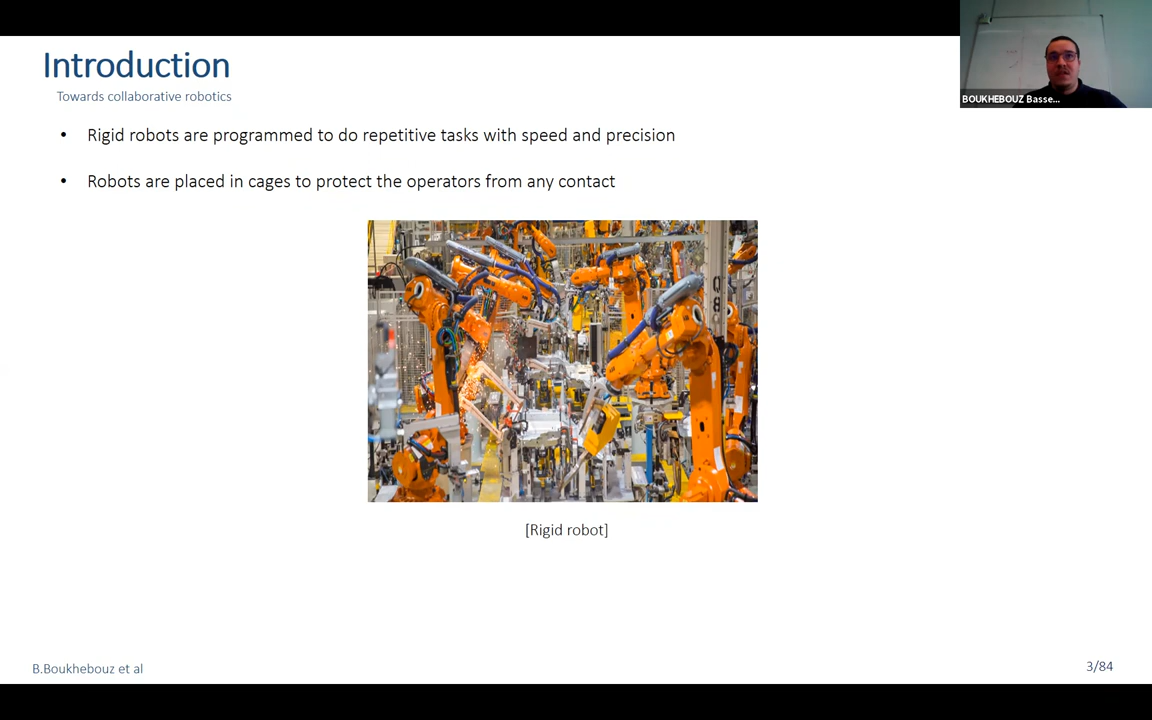 Introduction
Towards collaborative robotics
BOUKHEBOUZ Basse...
• Rigid robots are programmed to do repetitive tasks with speed and precision
• Robots are placed in cages to protect the operators from any contact
[Rigid robot]
B.Boukhebouz et al
3/84